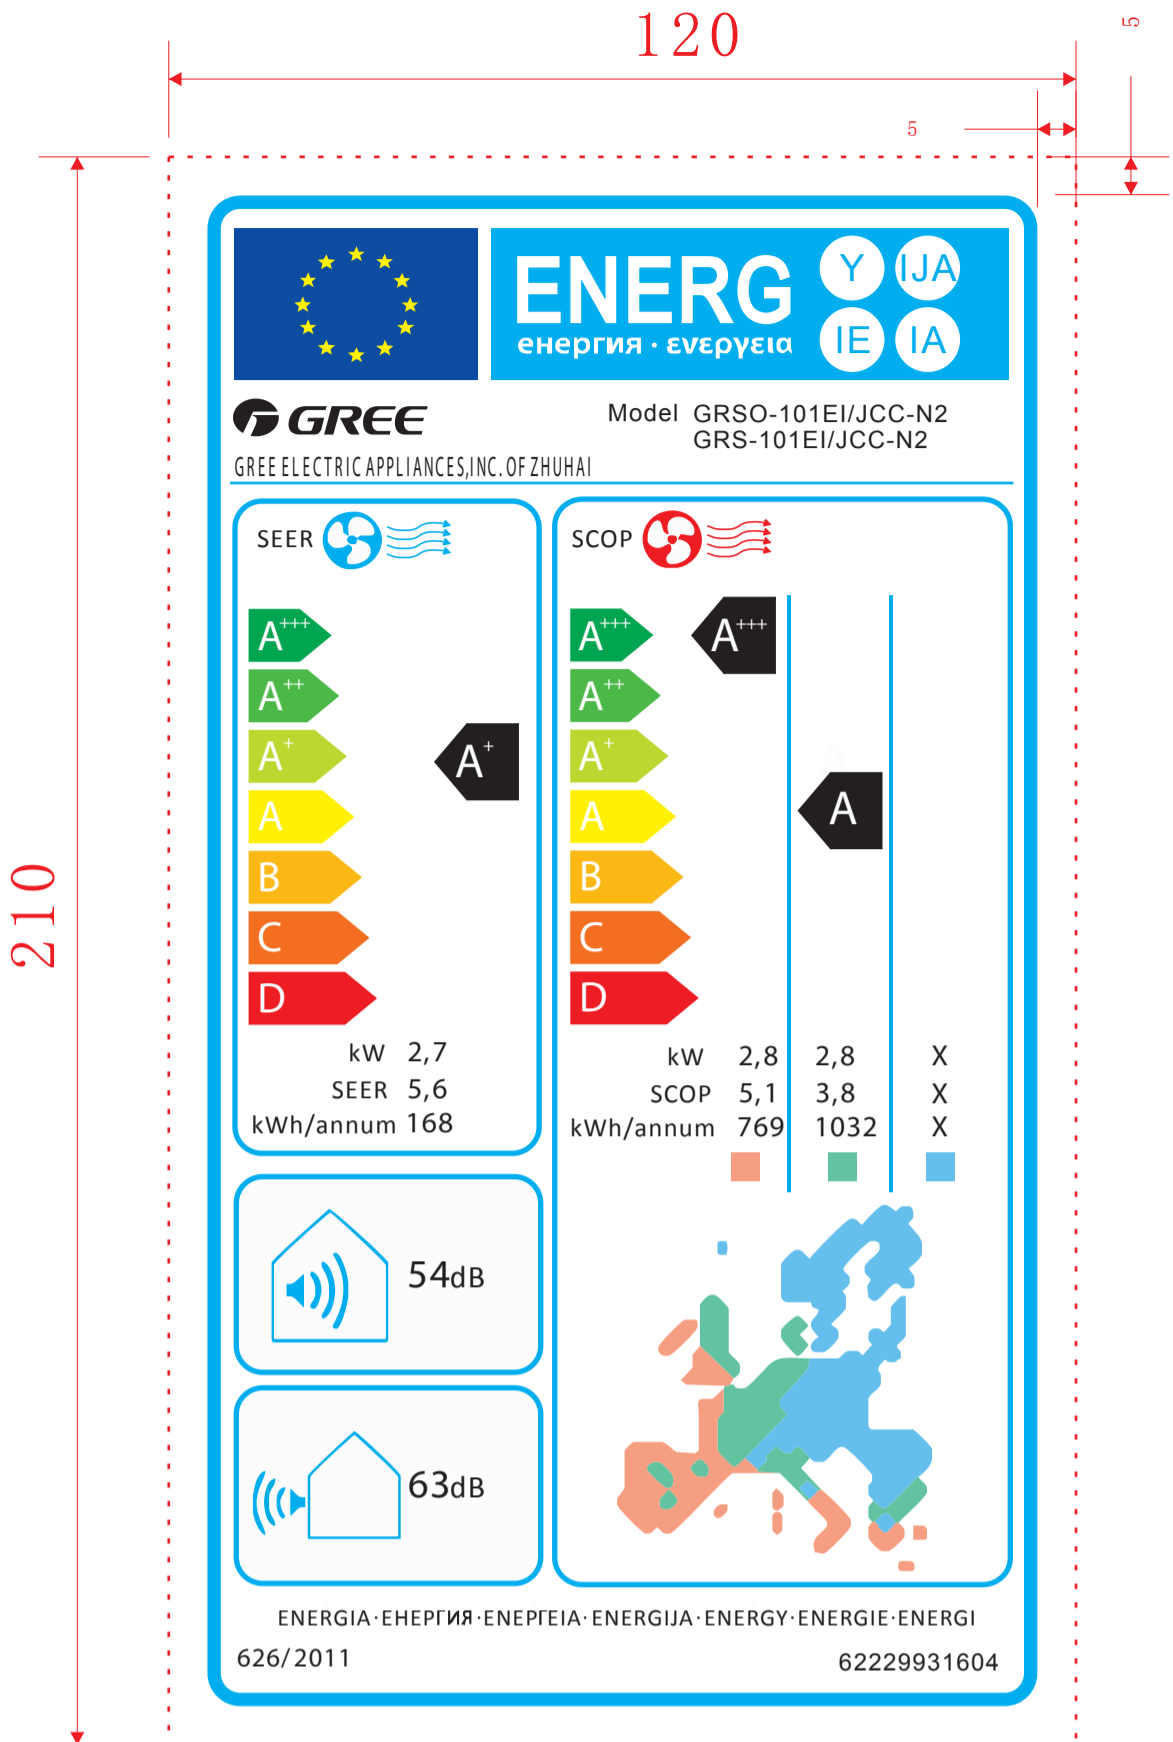 120
5
5
210
ENERG
енергия · ενεργεια
Y IJA
IE IA
GREE
Model GRSO-101EI/JCC-N2
GRS-101EI/JCC-N2
GREE ELECTRIC APPLIANCES,INC. OF ZHUHAI
SEER
A+++
A++
A+
A
B
C
D
A+
kW 2,7
SEER 5,6
kWh/annum 168
SCOP
A+++
A++
A+
A
B
C
D
A+++
A
kW 2,8 2,8 X
SCOP 5,1 3,8 X
kWh/annum 769 1032 X
54dB
63dB
ENERGIA·ЕНЕРГИЯ·ΕΝΕΡΓΕΙΑ·ENERGIJA·ENERGY·ENERGIE·ENERGI
626/2011
62229931604